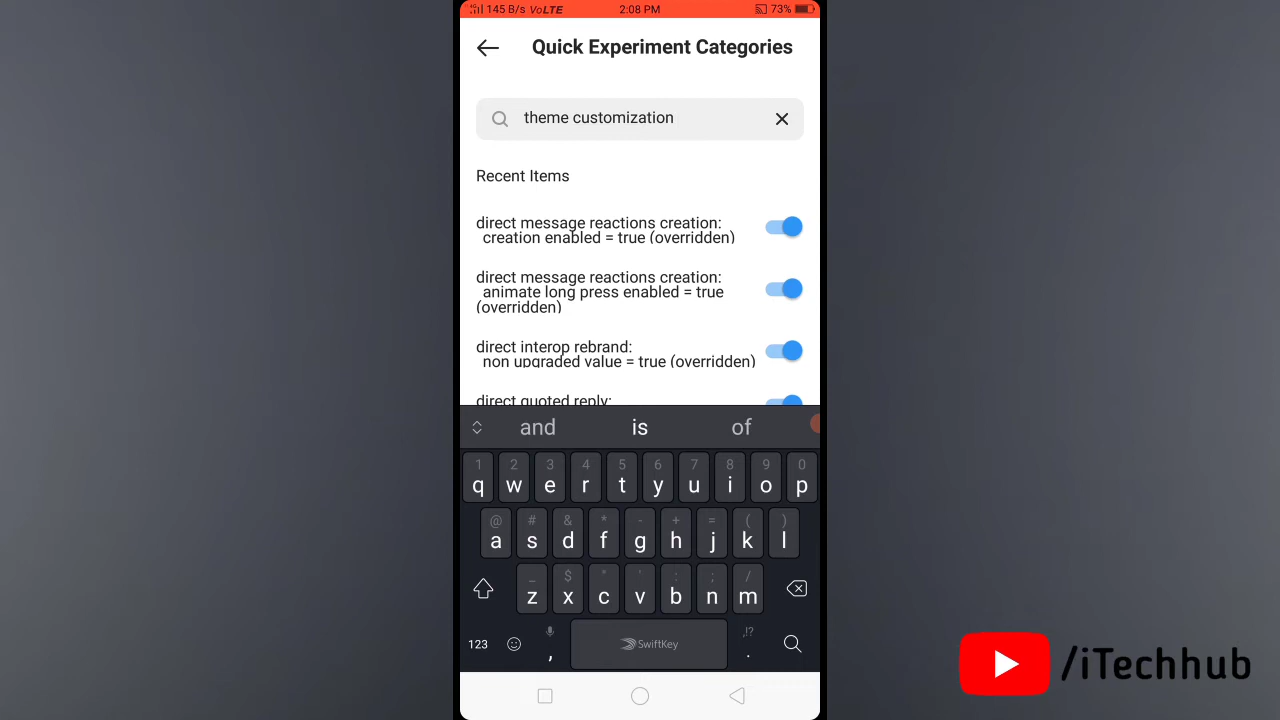 4G 145 B/s VoLTE 2:08 PM 73%
Quick Experiment Categories
theme customization
Recent Items
direct message reactions creation:
creation enabled = true (overridden)
direct message reactions creation:
animate long press enabled = true
(overridden)
direct interop rebrand:
non upgraded value = true (overridden)
direct quoted reply:
and is of
1 2 3 4 5 6 7 8 9 0
q w e r t y u i o p
@ # & * - + = ( )
a s d f g h j k l
_ $ " ' : ; /
z x c v b n m
123 , SwiftKey ,!? .
/iTechhub